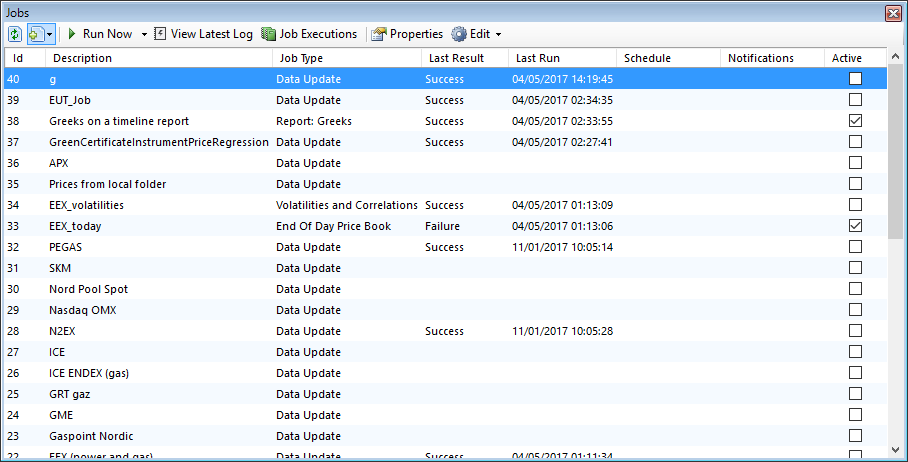 Jobs
Run Now View Latest Log Job Executions Properties Edit
Id Description Job Type Last Result Last Run Schedule Notifications Active
40 g Data Update Success 04/05/2017 14:19:45
39 EUT_Job Data Update Success 04/05/2017 02:34:35
38 Greeks on a timeline report Report: Greeks Success 04/05/2017 02:33:55
37 GreenCertificateInstrumentPriceRegression Data Update Success 04/05/2017 02:27:41
36 APX Data Update
35 Prices from local folder Data Update
34 EEX_volatilities Volatilities and Correlations Success 04/05/2017 01:13:09
33 EEX_today End Of Day Price Book Failure 04/05/2017 01:13:06
32 PEGAS Data Update Success 11/01/2017 10:05:14
31 SKM Data Update
30 Nord Pool Spot Data Update
29 Nasdaq OMX Data Update
28 N2EX Data Update Success 11/01/2017 10:05:28
27 ICE Data Update
26 ICE ENDEX (gas) Data Update
25 GRT gaz Data Update
24 GME Data Update
23 Gaspoint Nordic Data Update
22 EEX (power and gas) Data Update Success 04/05/2017 01:11:34